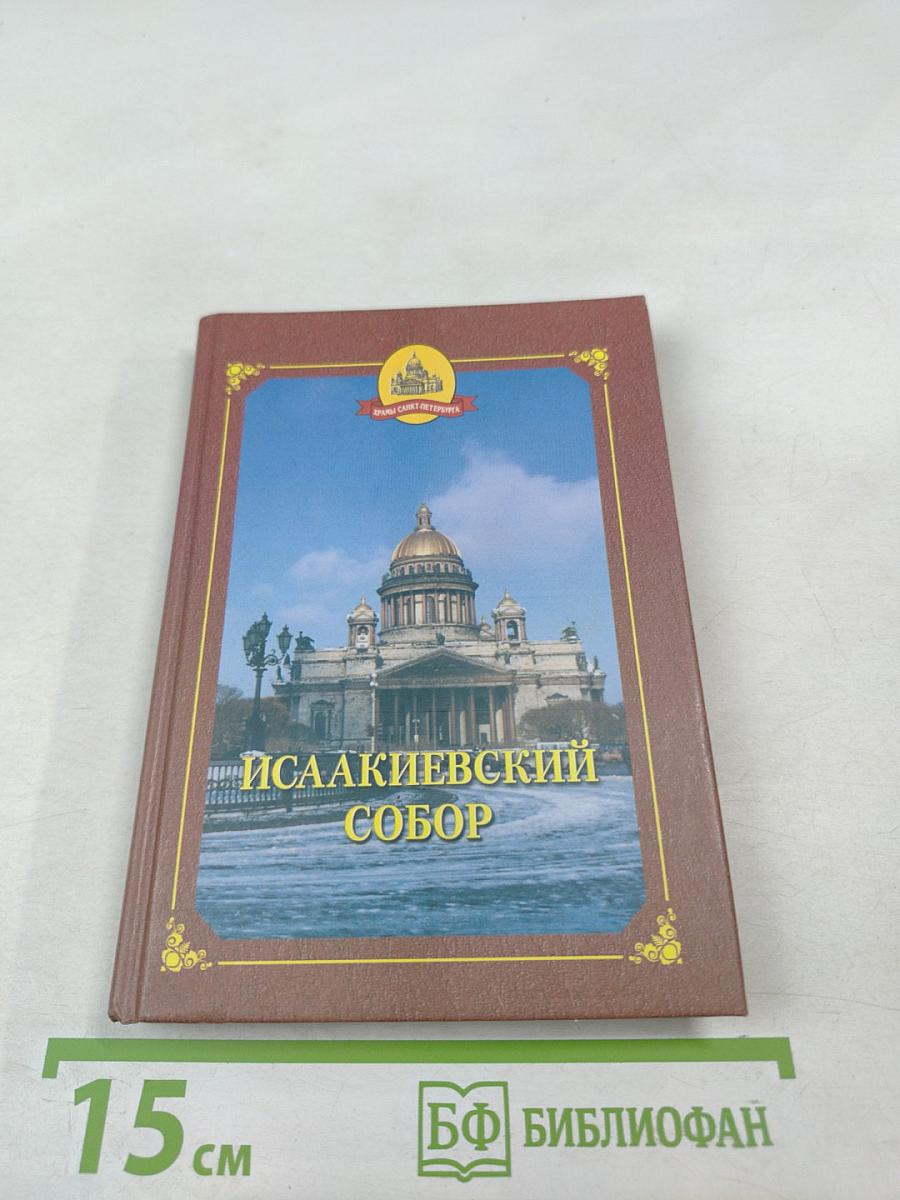 ХРАМЫ САНКТ-ПЕТЕРБУРГА
ИСААКИЕВСКИЙ
СОБОР
15 см
БФ БИБЛИОФАН